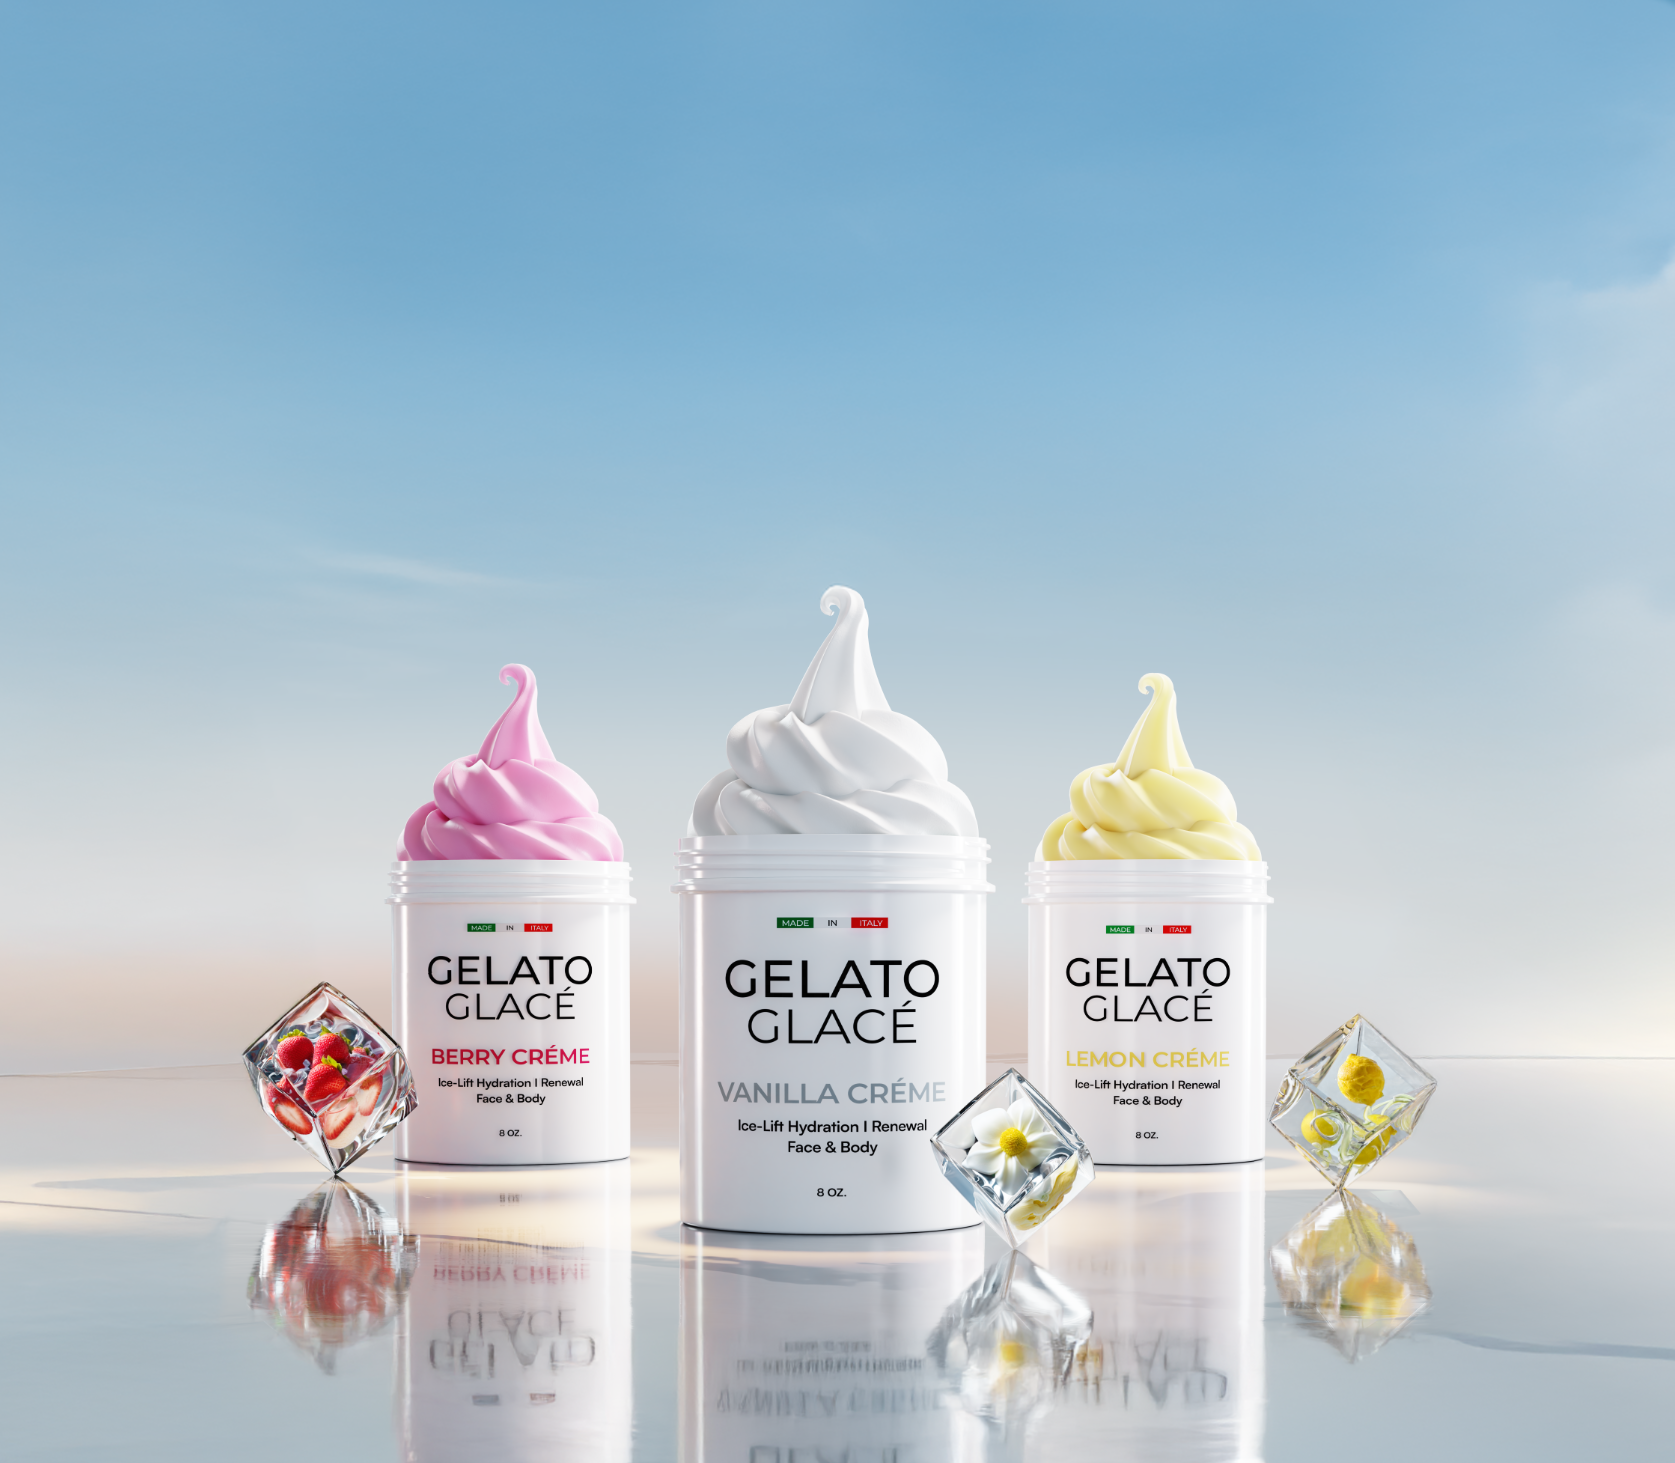 MADE IN ITALY
GELATO
GLACÉ
BERRY CRÉME
Ice-Lift Hydration I Renewal
Face & Body
8 OZ.
MADE IN ITALY
GELATO
GLACÉ
VANILLA CRÉME
Ice-Lift Hydration I Renewal
Face & Body
8 OZ.
MADE IN ITALY
GELATO
GLACÉ
LEMON CRÉME
Ice-Lift Hydration I Renewal
Face & Body
8 OZ.